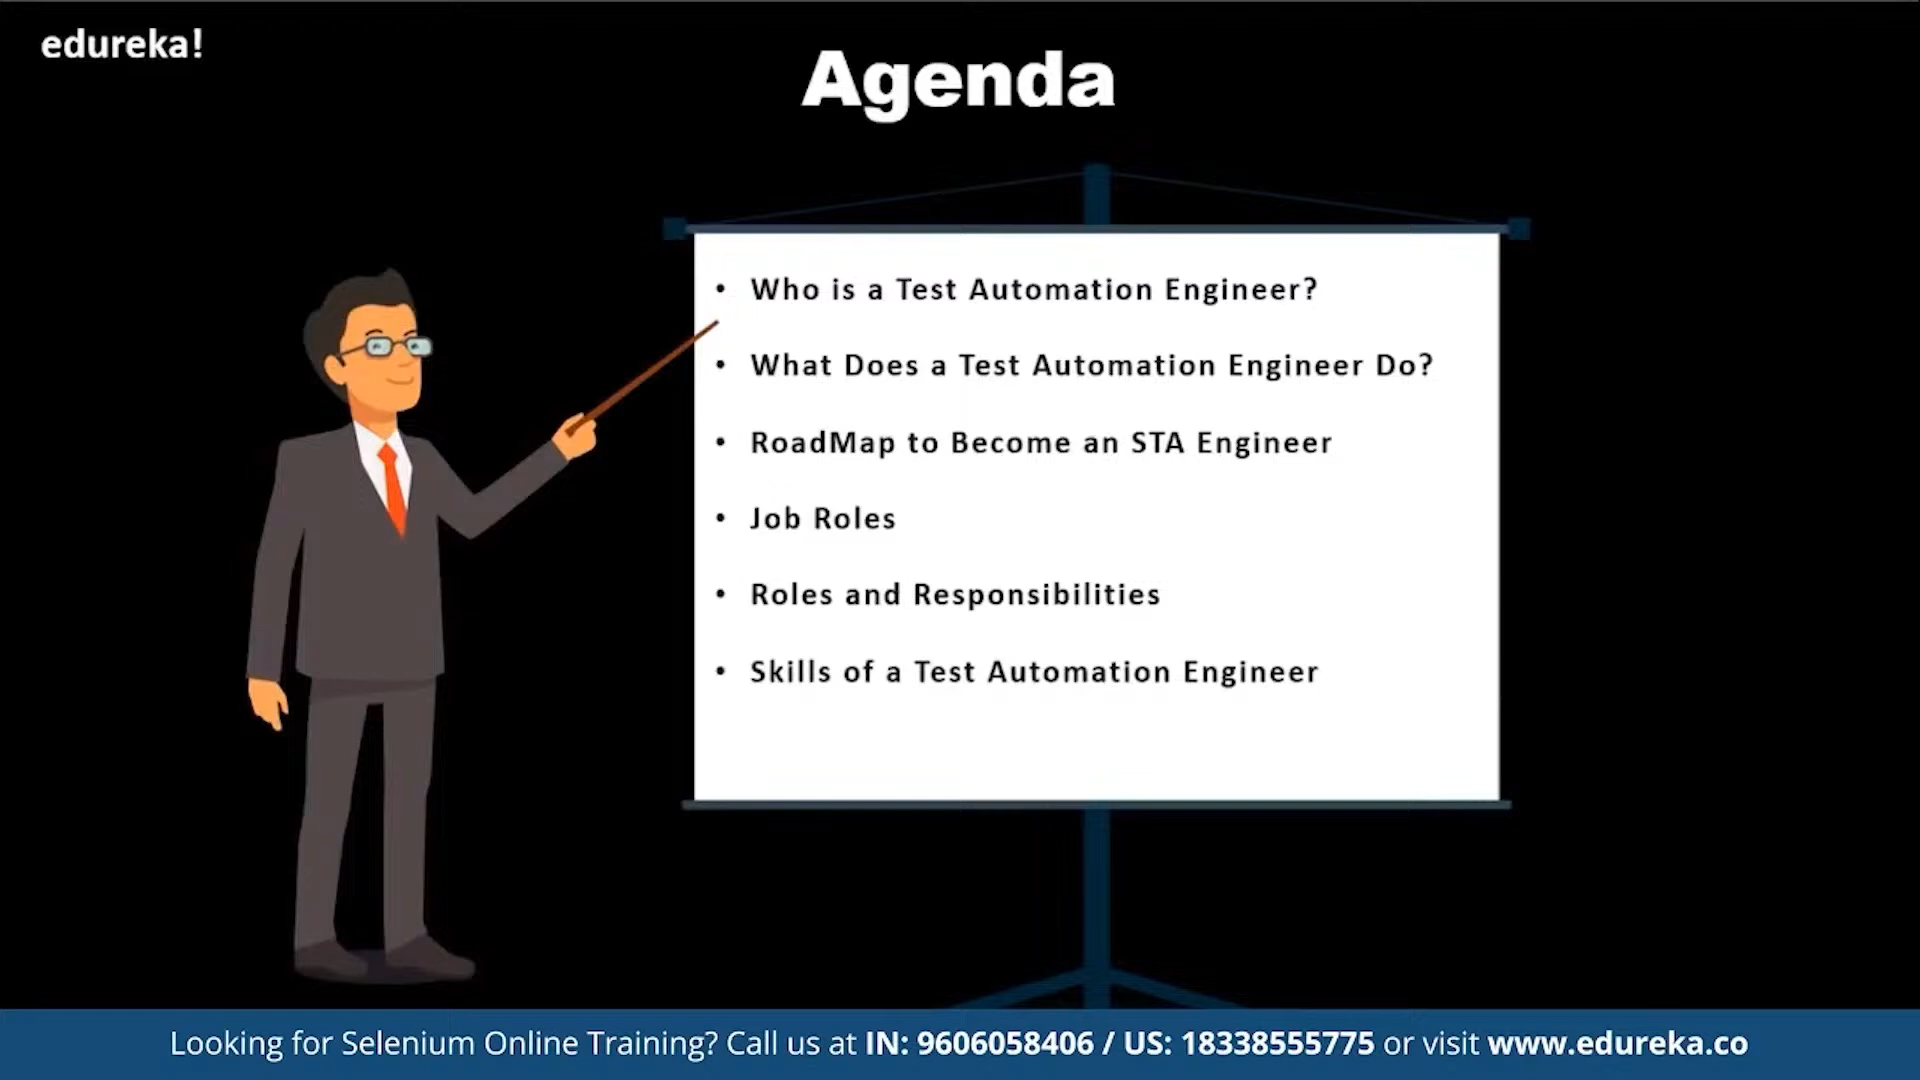 edureka!
Agenda
• Who is a Test Automation Engineer?
• What Does a Test Automation Engineer Do?
• RoadMap to Become an STA Engineer
• Job Roles
• Roles and Responsibilities
• Skills of a Test Automation Engineer
Looking for Selenium Online Training? Call us at IN: 9606058406 / US: 18338555775 or visit www.edureka.co